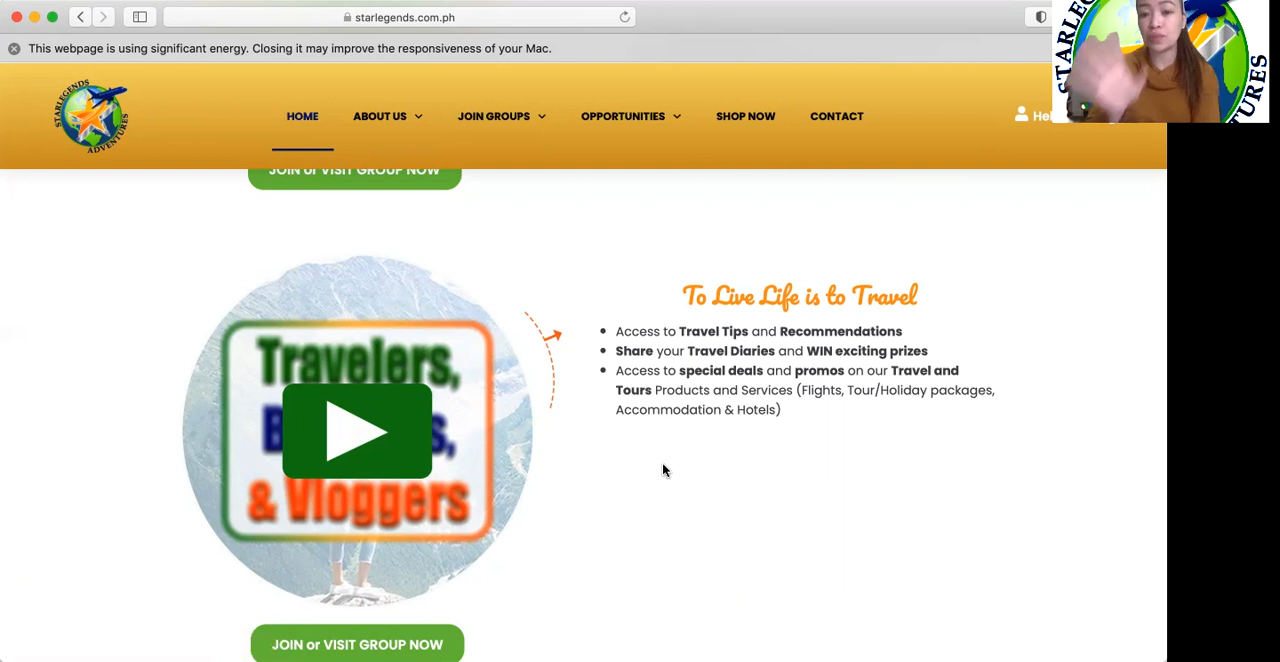 starlegends.com.ph
This webpage is using significant energy. Closing it may improve the responsiveness of your Mac.
STARLEGENDS
ADVENTURES
HOME
ABOUT US
JOIN GROUPS
OPPORTUNITIES
SHOP NOW
CONTACT
JOIN or VISIT GROUP NOW
Travelers,
& Vloggers
To Live Life is to Travel
Access to Travel Tips and Recommendations
Share your Travel Diaries and WIN exciting prizes
Access to special deals and promos on our Travel and
Tours Products and Services (Flights, Tour/Holiday packages,
Accommodation & Hotels)
JOIN or VISIT GROUP NOW